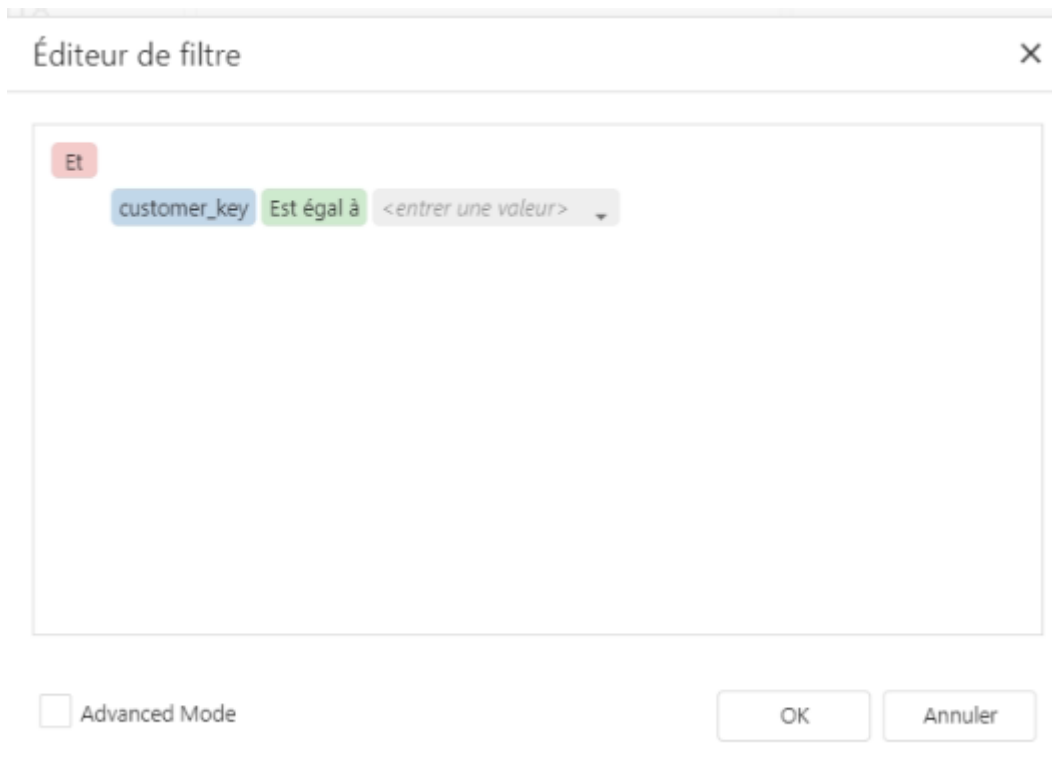 Éditeur de filtre
Et
customer_key Est égal à <entrer une valeur>
Advanced Mode OK Annuler